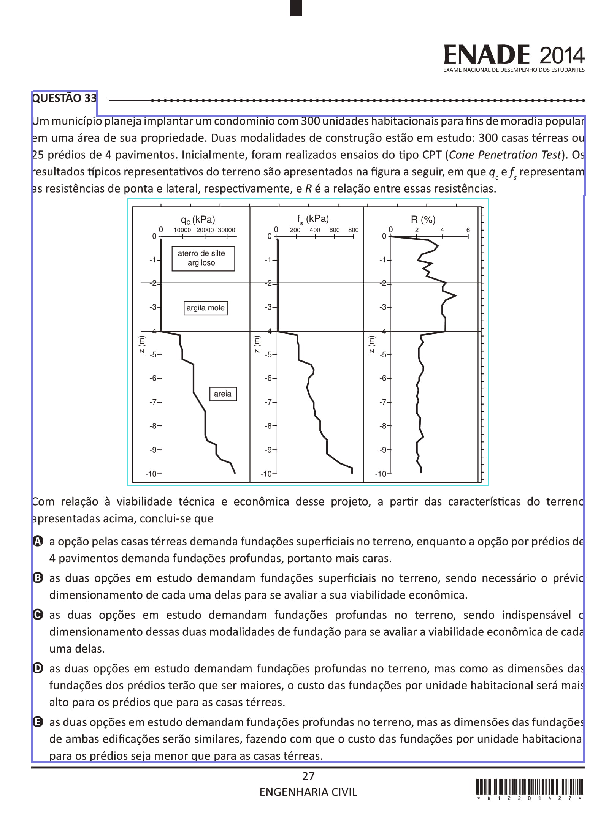 ENADE 2014
EXAME NACIONAL DE DESEMPENHO DOS ESTUDANTES
QUESTÃO 33
Um município planeja implantar um condomínio com 300 unidades habitacionais para fins de moradia popular
em uma área de sua propriedade. Duas modalidades de construção estão em estudo: 300 casas térreas ou
25 prédios de 4 pavimentos. Inicialmente, foram realizados ensaios do tipo CPT (Cone Penetration Test). Os
resultados típicos representativos do terreno são apresentados na figura a seguir, em que qc e fs representam
as resistências de ponta e lateral, respectivamente, e R é a relação entre essas resistências.
qc (kPa) fs (kPa) R (%)
0 10000 20000 30000 0 200 400 600 800 0 2 4 6
0 0 0
aterro de silte
argiloso
-1 -1 -1
-2 -2 -2
argila mole
-3 -3 -3
-4 -4 -4
z (m) z (m) z (m)
-5 -5 -5
-6 -6 -6
areia
-7 -7 -7
-8 -8 -8
-9 -9 -9
-10 -10 -10
Com relação à viabilidade técnica e econômica desse projeto, a partir das características do terreno
apresentadas acima, conclui-se que
A a opção pelas casas térreas demanda fundações superficiais no terreno, enquanto a opção por prédios de
4 pavimentos demanda fundações profundas, portanto mais caras.
B as duas opções em estudo demandam fundações superficiais no terreno, sendo necessário o prévio
dimensionamento de cada uma delas para se avaliar a sua viabilidade econômica.
C as duas opções em estudo demandam fundações profundas no terreno, sendo indispensável o
dimensionamento dessas duas modalidades de fundação para se avaliar a viabilidade econômica de cada
uma delas.
D as duas opções em estudo demandam fundações profundas no terreno, mas como as dimensões das
fundações dos prédios terão que ser maiores, o custo das fundações por unidade habitacional será mais
alto para os prédios que para as casas térreas.
E as duas opções em estudo demandam fundações profundas no terreno, mas as dimensões das fundações
de ambas edificações serão similares, fazendo com que o custo das fundações por unidade habitacional
para os prédios seja menor que para as casas térreas.
27
ENGENHARIA CIVIL